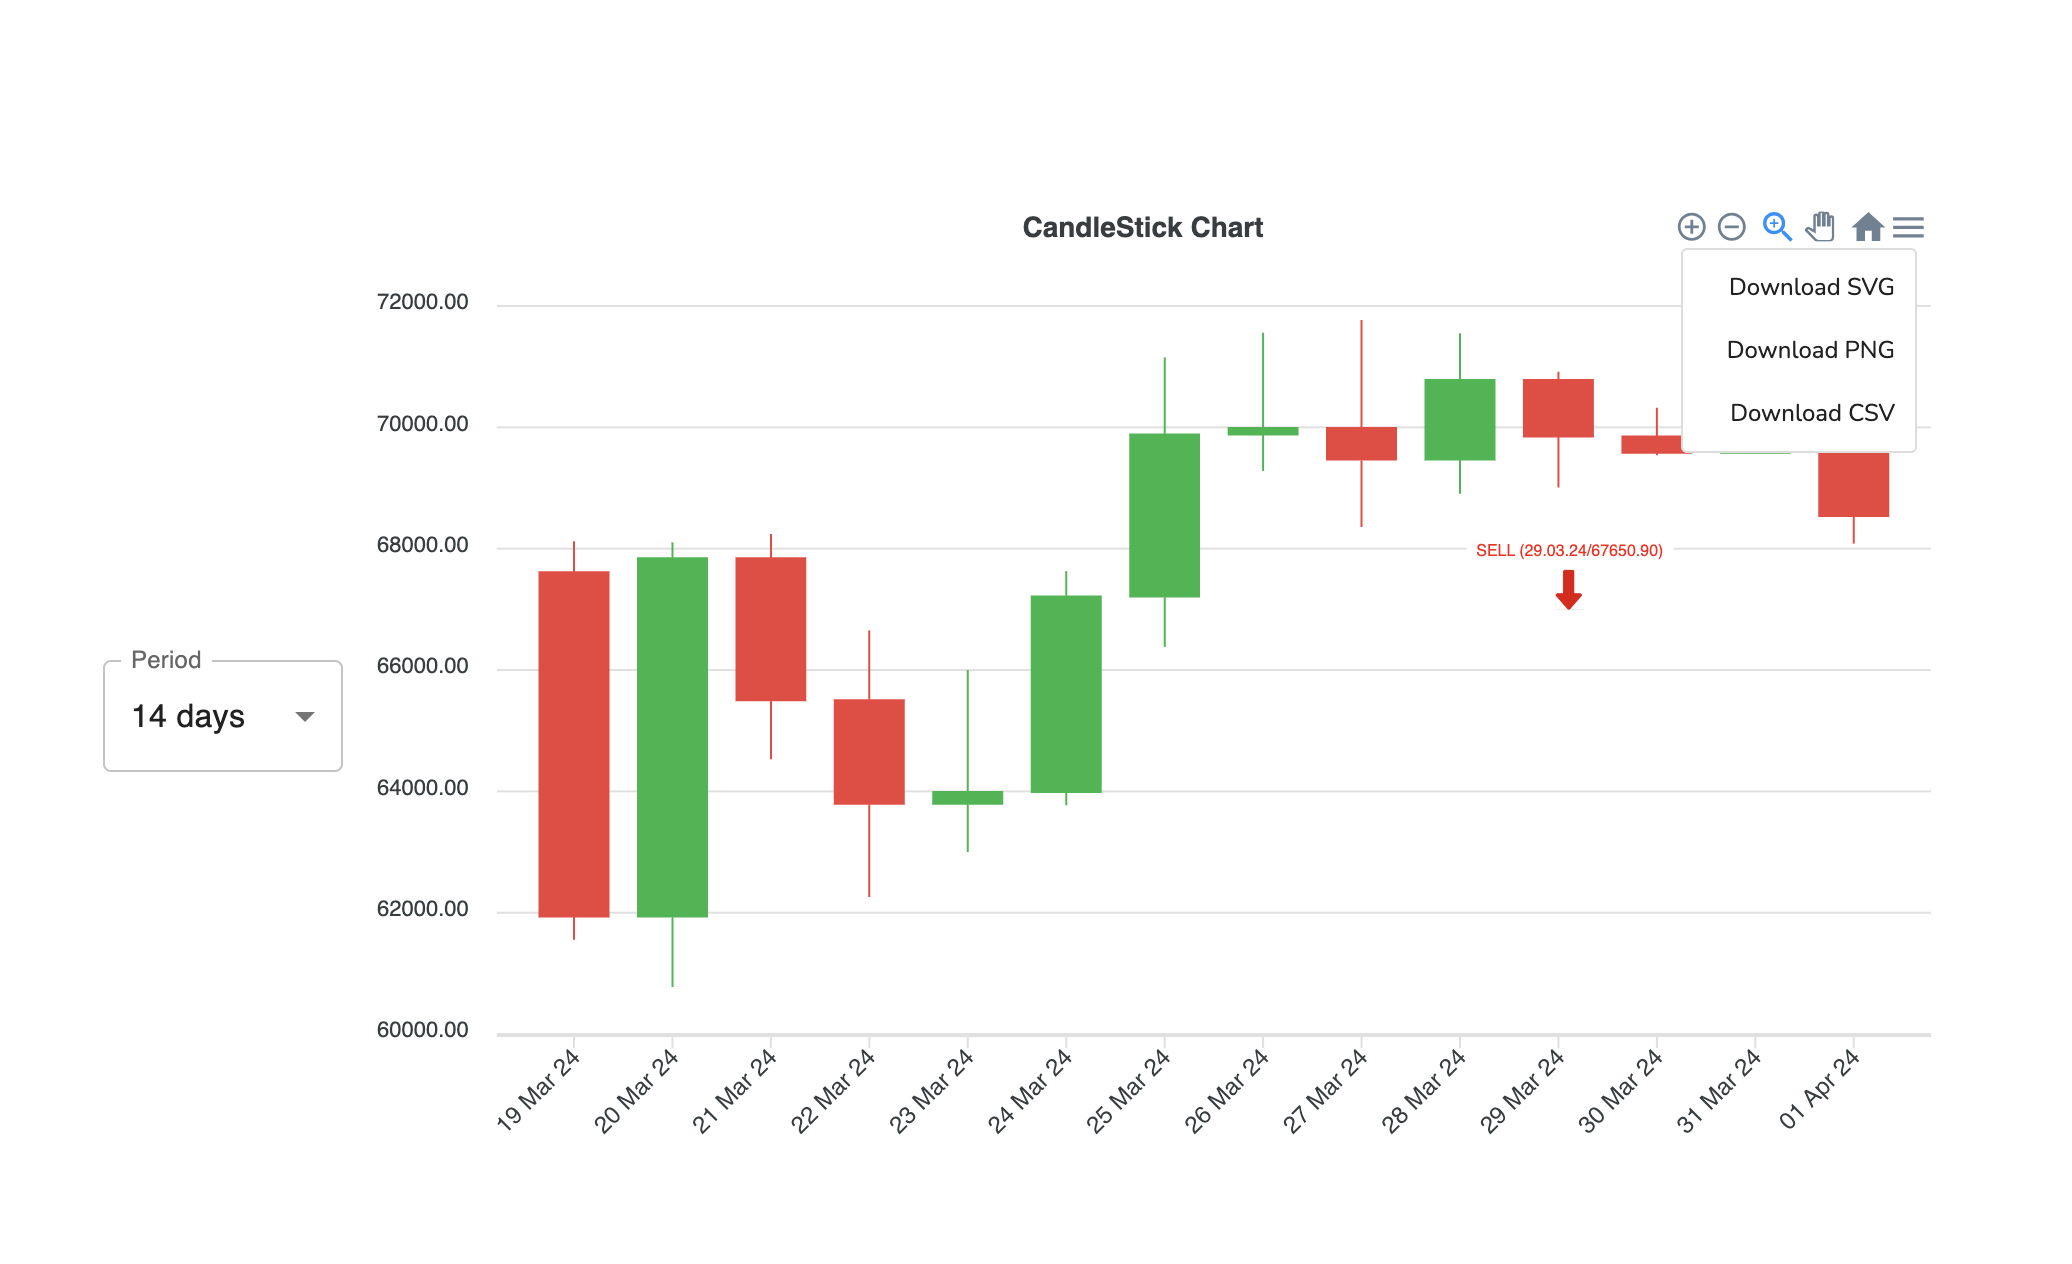 CandleStick Chart
Download SVG
Download PNG
Download CSV
72000.00
70000.00
68000.00
66000.00
64000.00
62000.00
60000.00
SELL (29.03.24/67650.90)
Period
14 days
19 Mar 24
20 Mar 24
21 Mar 24
22 Mar 24
23 Mar 24
24 Mar 24
25 Mar 24
26 Mar 24
27 Mar 24
28 Mar 24
29 Mar 24
30 Mar 24
31 Mar 24
01 Apr 24